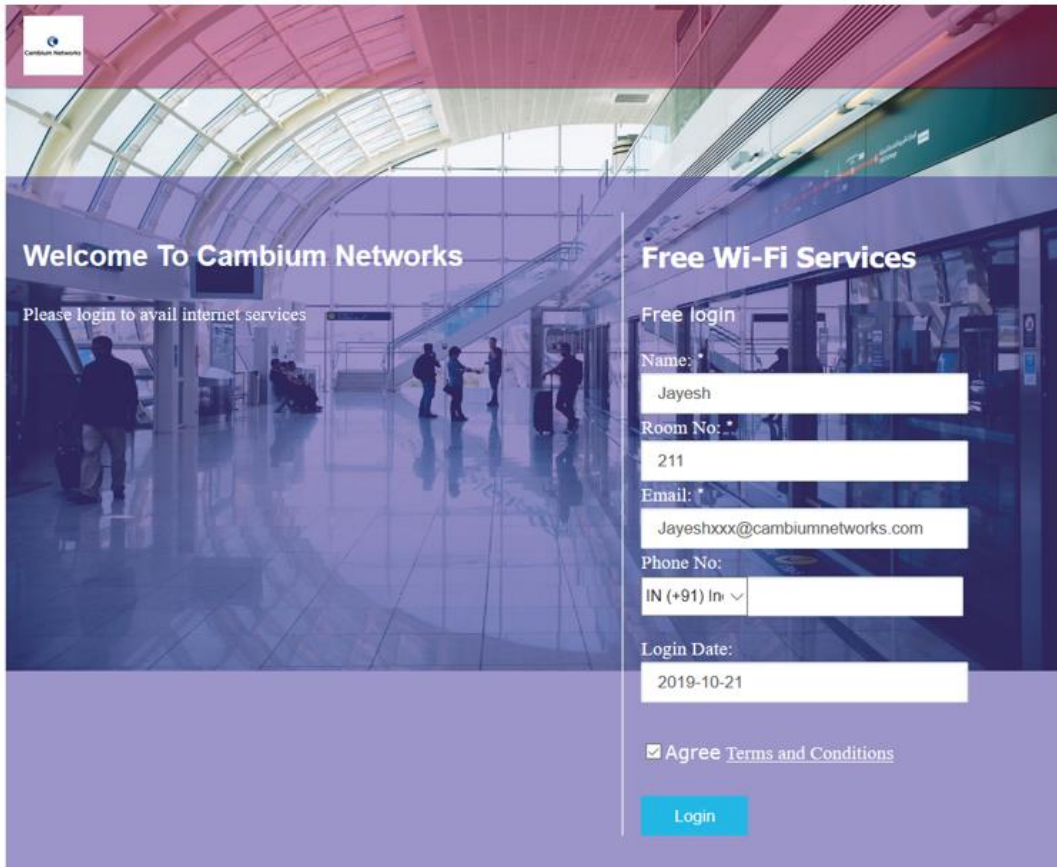 Cambium Networks
Welcome To Cambium Networks
Please login to avail internet services
Free Wi-Fi Services
Free login
Name: *
Jayesh
Room No: *
211
Email: *
Jayeshxxx@cambiumnetworks.com
Phone No:
IN (+91) In
Login Date:
2019-10-21
Agree Terms and Conditions
Login